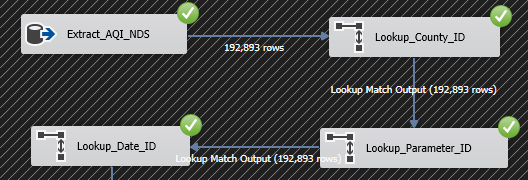 Extract_AQI_NDS
192,893 rows
Lookup_County_ID
Lookup Match Output (192,893 rows)
Lookup_Date_ID
Lookup Match Output (192,893 rows)
Lookup_Parameter_ID